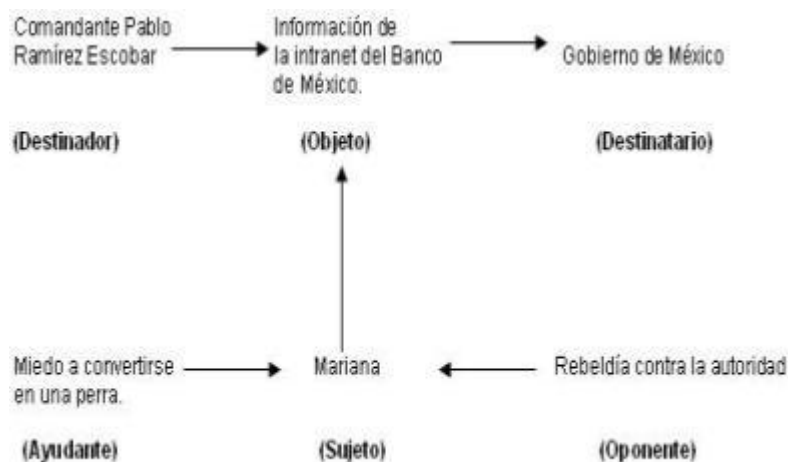 Comandante Pablo
Ramírez Escobar
Información de
la intranet del Banco
de México.
Gobierno de México
(Destinador)
(Objeto)
(Destinatario)
Miedo a convertirse
en una perra.
Mariana
Rebeldía contra la autoridad
(Ayudante)
(Sujeto)
(Oponente)